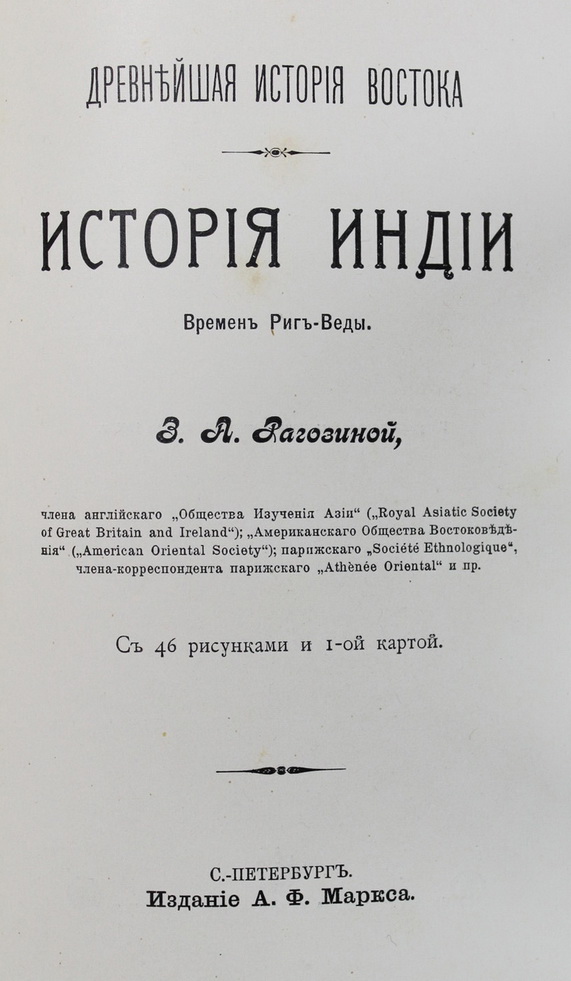 ДРЕВНѢЙШАЯ ИСТОРІЯ ВОСТОКА
ИСТОРІЯ ИНДІИ
Временъ Ригъ-Веды.
З. А. Рагозиной,
члена англійскаго „Общества Изученія Азіи“ („Royal Asiatic Society
of Great Britain and Ireland“); „Американскаго Общества Востоковѣдѣ-
нія“ („American Oriental Society“); парижскаго „Société Ethnologique“,
члена-корреспондента парижскаго „Athènée Oriental“ и пр.
Съ 46 рисунками и 1-ой картой.
С.-ПЕТЕРБУРГЪ.
Изданіе А. Ф. Маркса.